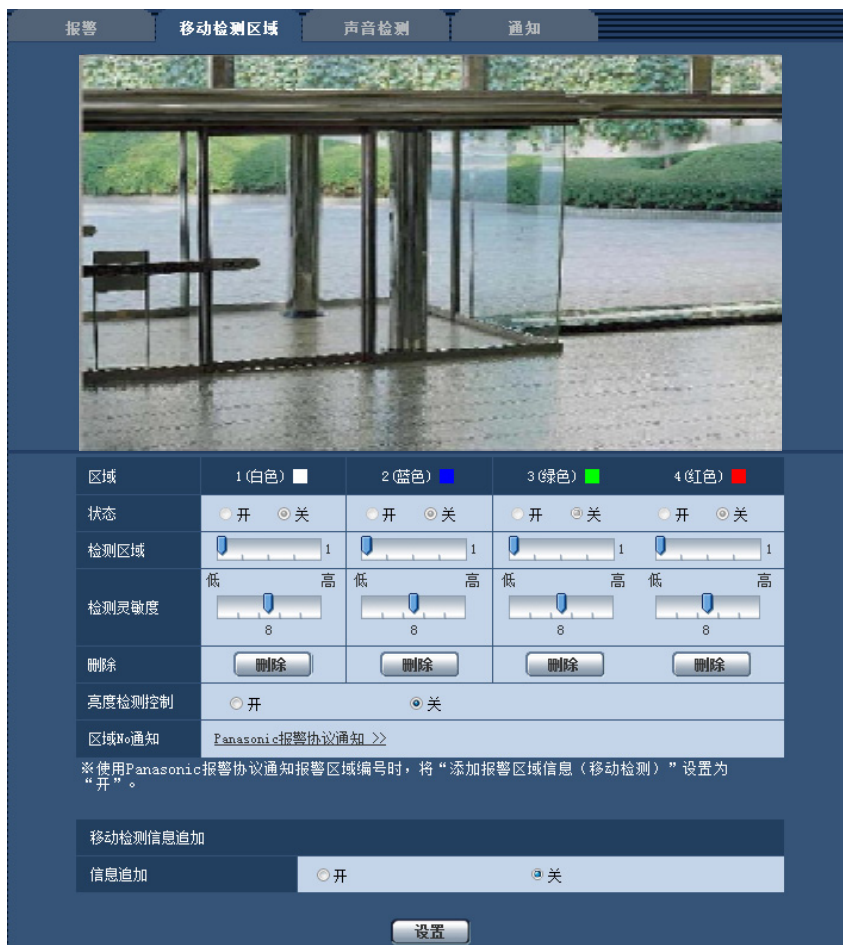 报警 移动检测区域 声音检测 通知
区域 1(白色) 2(蓝色) 3(绿色) 4(红色)
状态 开 关 开 关 开 关 开 关
检测区域 1 1 1 1
低 高 低 高 低 高 低 高
检测灵敏度
8 8 8 8
删除 删除 删除 删除 删除
亮度检测控制 开 关
区域No通知 Panasonic报警协议通知 >>
※使用Panasonic报警协议通知报警区域编号时，将“添加报警区域信息（移动检测）”设置为
“开”。
移动检测信息追加
信息追加 开 关
设置